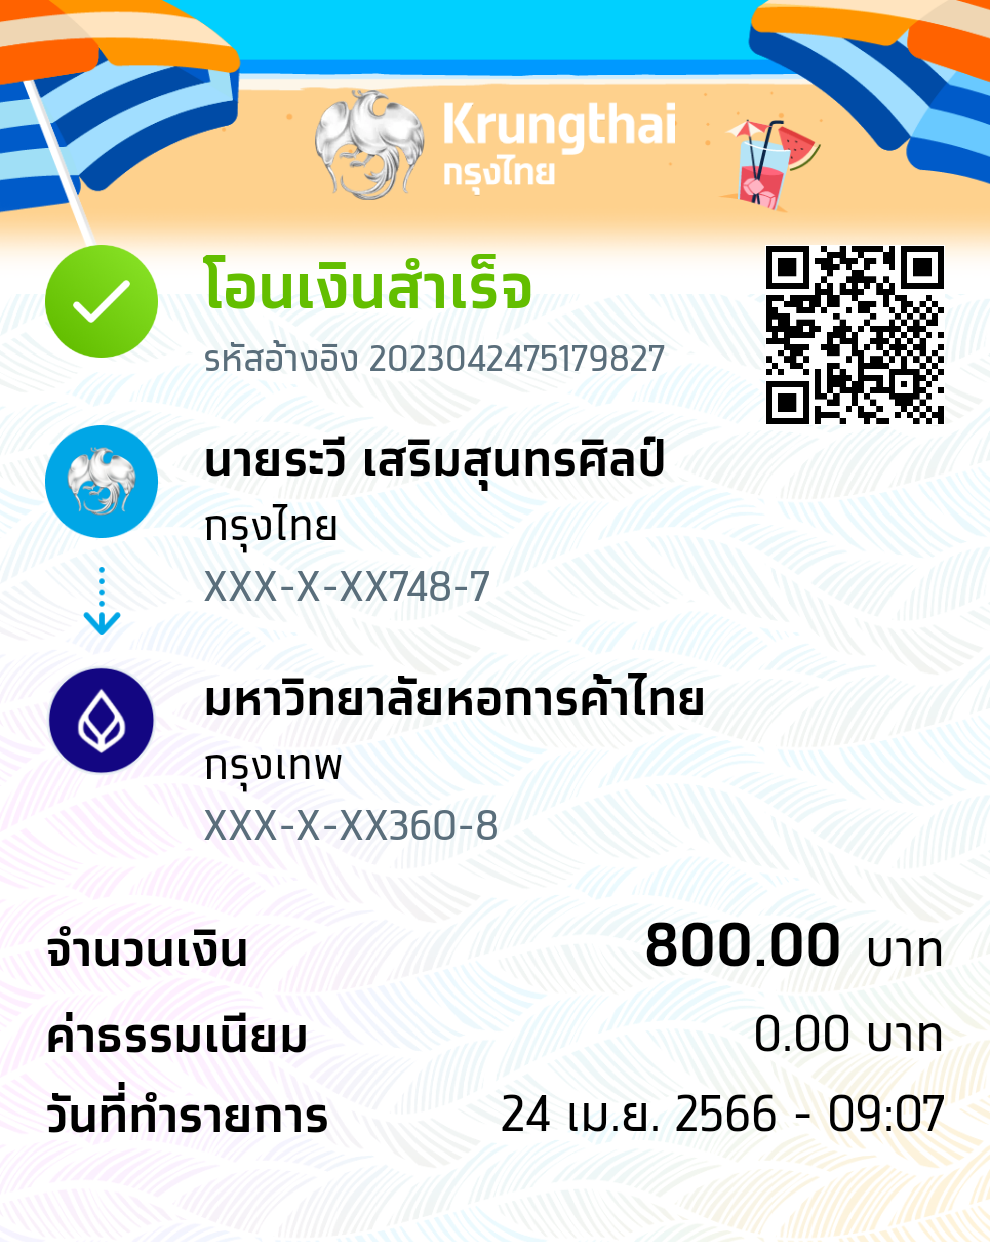 Krungthai
กรุงไทย
โอนเงินสำเร็จ
รหัสอ้างอิง 2023042475179827
นายระวี เสริมสุนทรศิลป์
กรุงไทย
XXX-X-XX748-7
มหาวิทยาลัยหอการค้าไทย
กรุงเทพ
XXX-X-XX360-8
จำนวนเงิน 800.00 บาท
ค่าธรรมเนียม 0.00 บาท
วันที่ทำรายการ 24 เม.ย. 2566 - 09:07